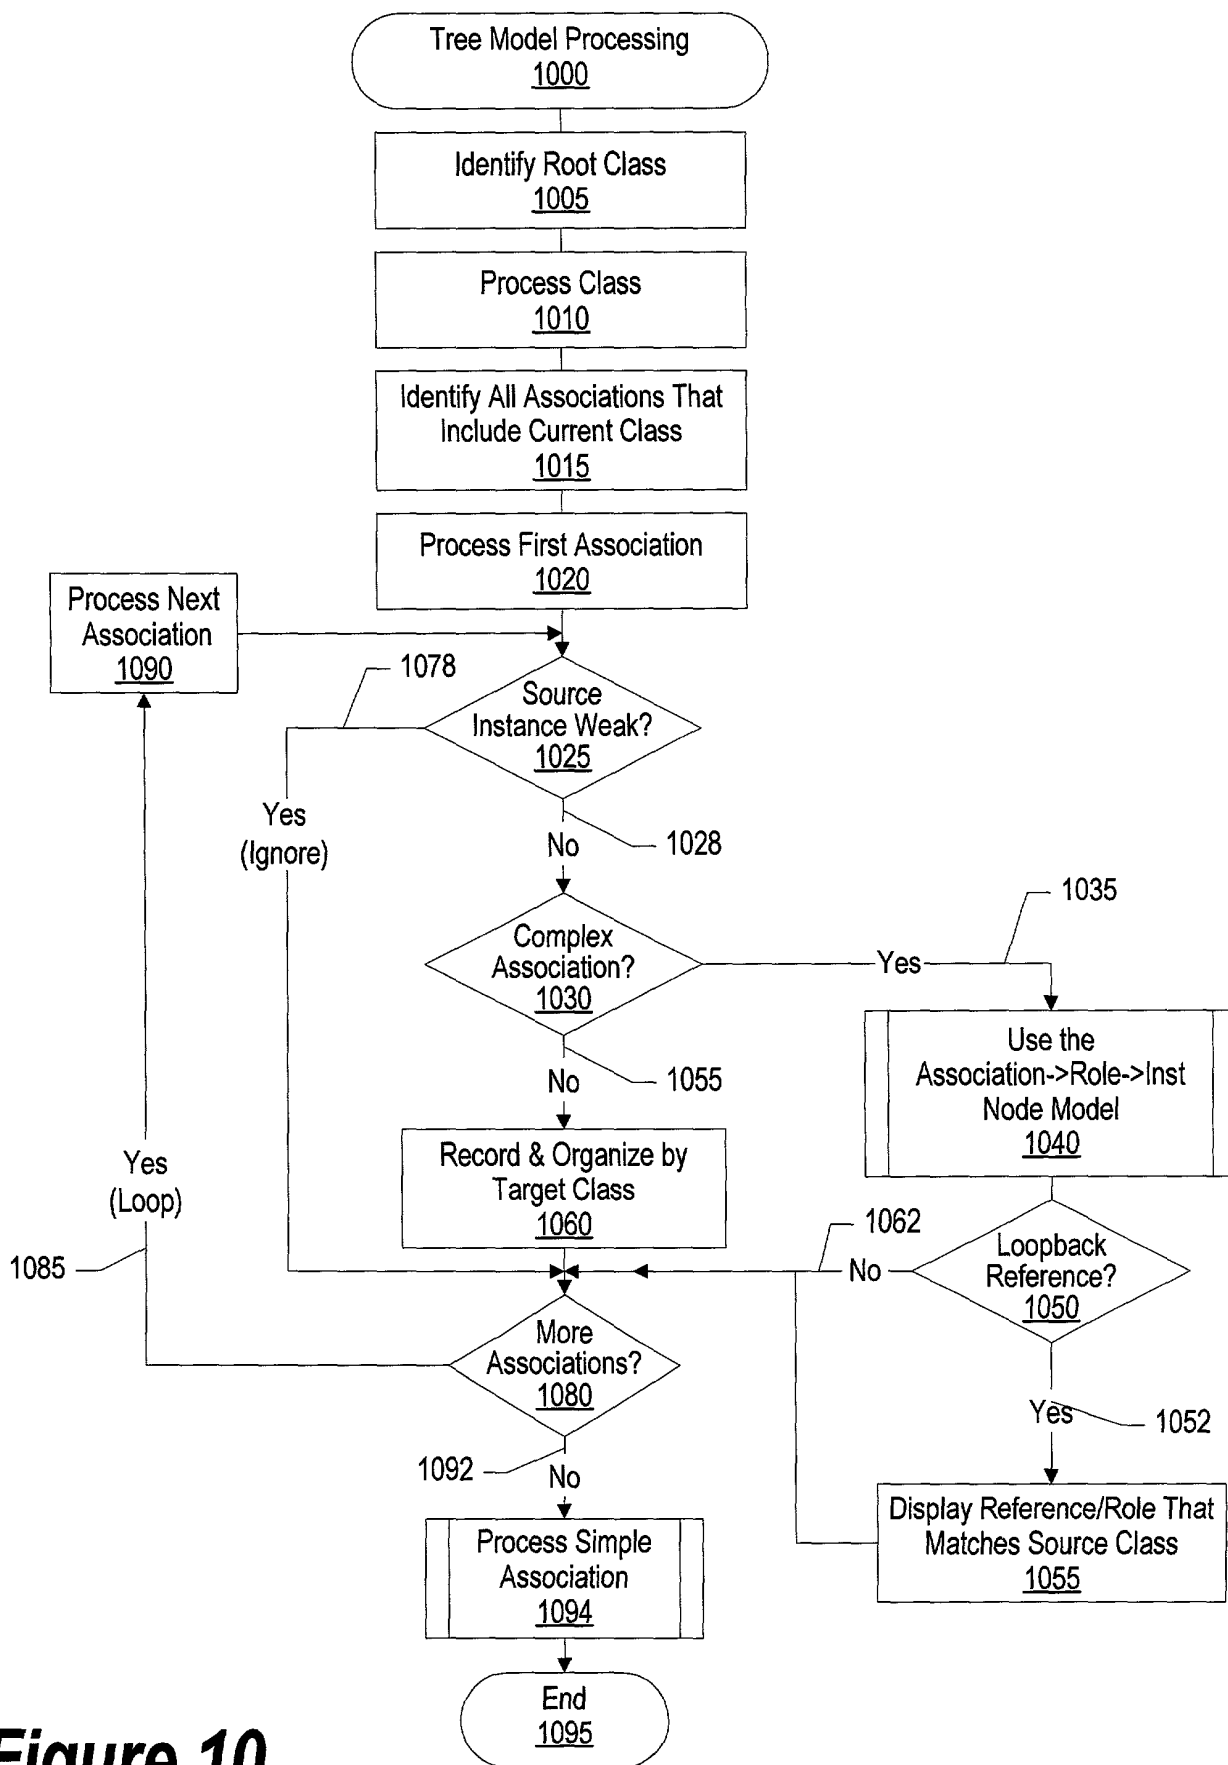 Tree Model Processing
1000
Identify Root Class
1005
Process Class
1010
Identify All Associations That
Include Current Class
1015
Process First Association
1020
Process Next
Association
1090
1078
Source
Instance Weak?
1025
Yes
(Ignore)
1028
No
1035
Complex
Association?
1030
Yes
Use the
Association->Role->Inst
Node Model
1040
1055
No
Record & Organize by
Target Class
1060
Yes
(Loop)
1085
1062
No
Loopback
Reference?
1050
More
Associations?
1080
Yes
1052
1092
No
Display Reference/Role That
Matches Source Class
1055
Process Simple
Association
1094
End
1095
Figure 10